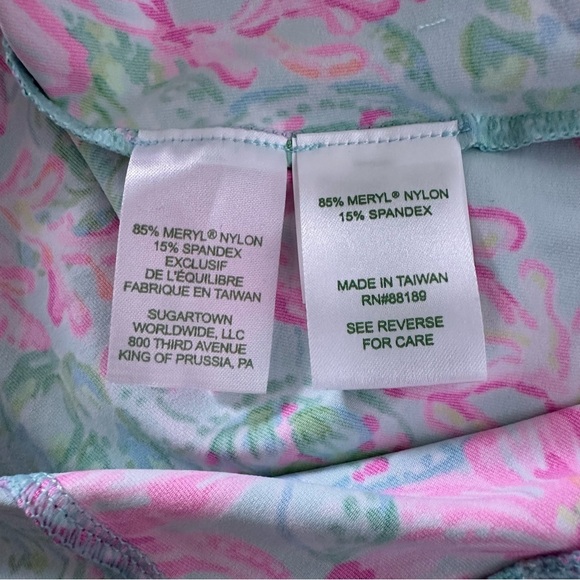 85% MERYL® NYLON
15% SPANDEX
EXCLUSIF
DE L'ÉQUILIBRE
FABRIQUE EN TAIWAN
SUGARTOWN
WORLDWIDE, LLC
800 THIRD AVENUE
KING OF PRUSSIA, PA
85% MERYL® NYLON
15% SPANDEX
MADE IN TAIWAN
RN#88189
SEE REVERSE
FOR CARE